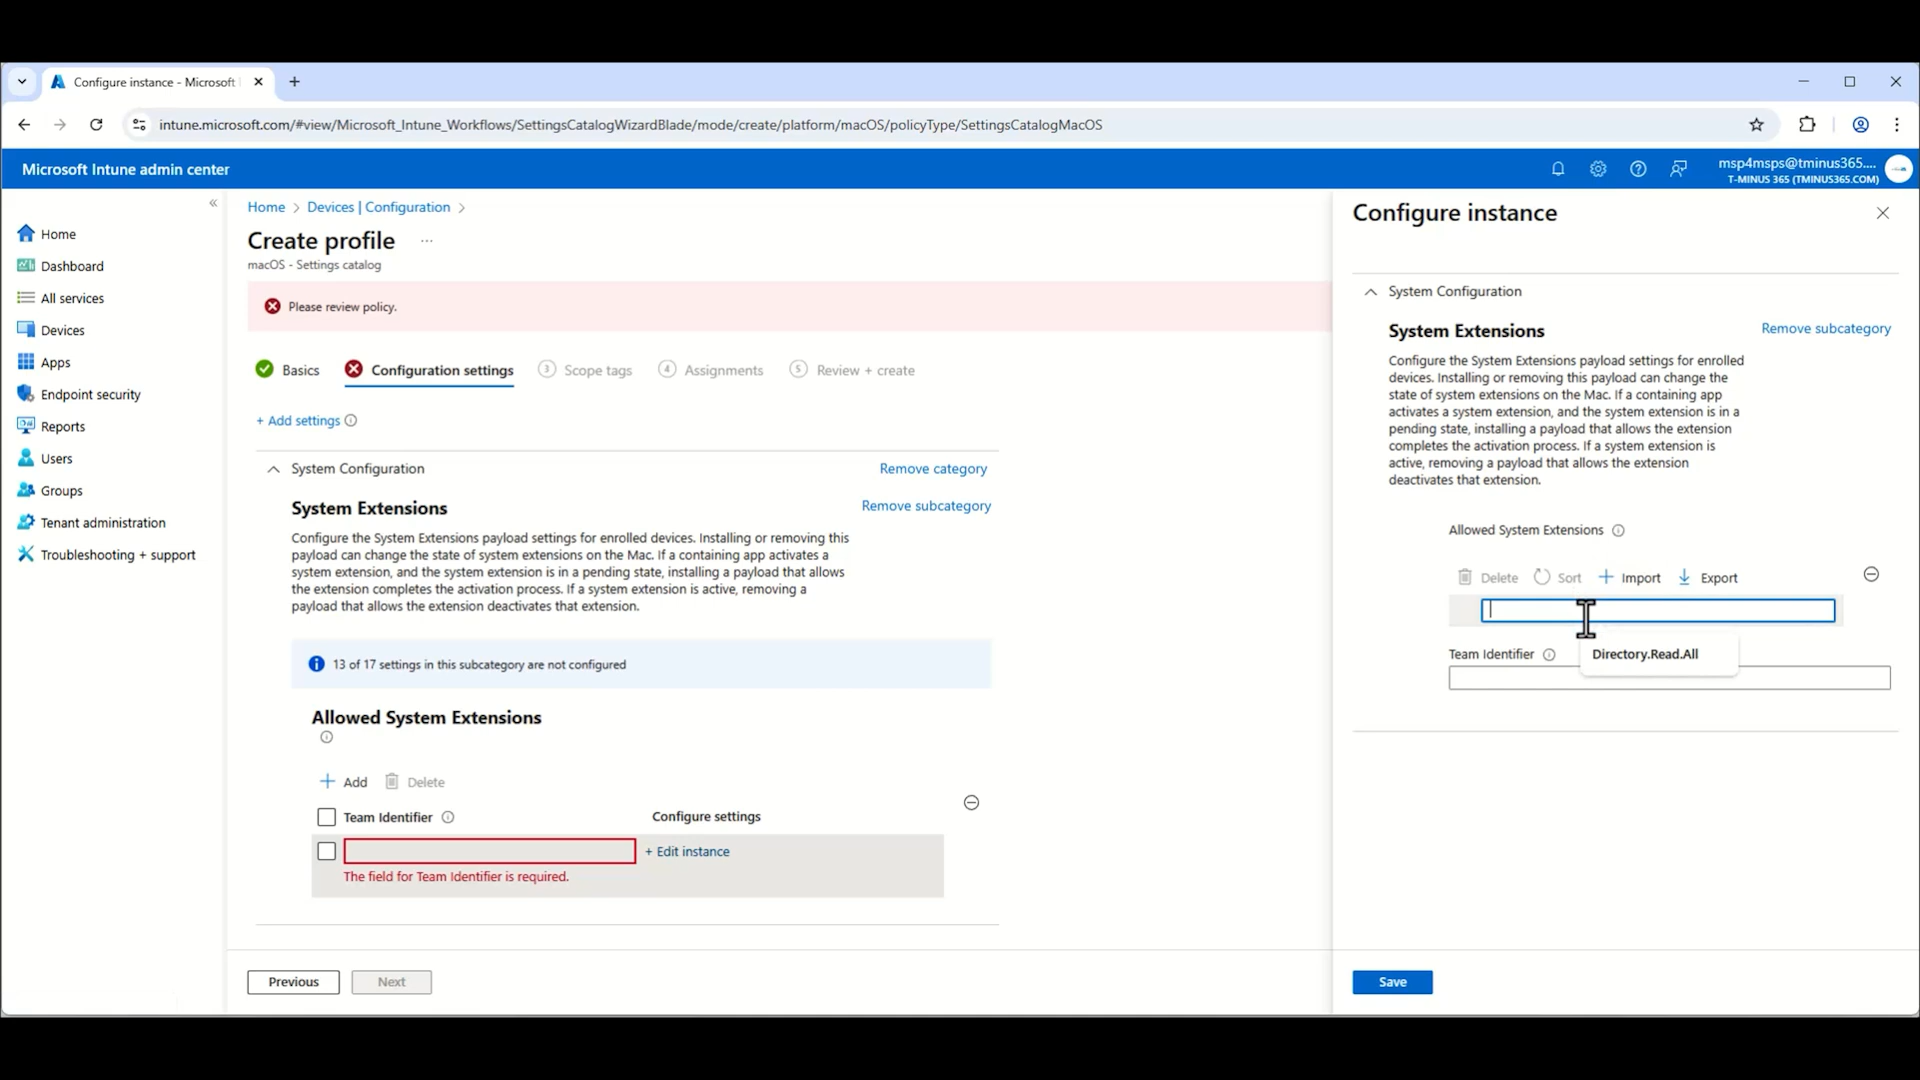 Configure instance - Microsoft
intune.microsoft.com/#view/Microsoft_Intune_Workflows/SettingsCatalogWizardBlade/mode/create/platform/macOS/policyType/SettingsCatalogMacOS
Microsoft Intune admin center
msp4msps@tminus365....
T-MINUS 365 (TMINUS365.COM)
Home
Dashboard
All services
Devices
Apps
Endpoint security
Reports
Users
Groups
Tenant administration
Troubleshooting + support
Home > Devices | Configuration >
Create profile ...
macOS - Settings catalog
Please review policy.
Basics
Configuration settings
3 Scope tags
4 Assignments
5 Review + create
+ Add settings
System Configuration
Remove category
System Extensions
Remove subcategory
Configure the System Extensions payload settings for enrolled devices. Installing or removing this
payload can change the state of system extensions on the Mac. If a containing app activates a
system extension, and the system extension is in a pending state, installing a payload that allows
the extension completes the activation process. If a system extension is active, removing a
payload that allows the extension deactivates that extension.
13 of 17 settings in this subcategory are not configured
Allowed System Extensions
Add
Delete
Team Identifier
Configure settings
+ Edit instance
The field for Team Identifier is required.
Previous
Next
Configure instance
System Configuration
System Extensions
Remove subcategory
Configure the System Extensions payload settings for enrolled
devices. Installing or removing this payload can change the
state of system extensions on the Mac. If a containing app
activates a system extension, and the system extension is in a
pending state, installing a payload that allows the extension
completes the activation process. If a system extension is
active, removing a payload that allows the extension
deactivates that extension.
Allowed System Extensions
Delete
Sort
Import
Export
Team Identifier
Directory.Read.All
Save